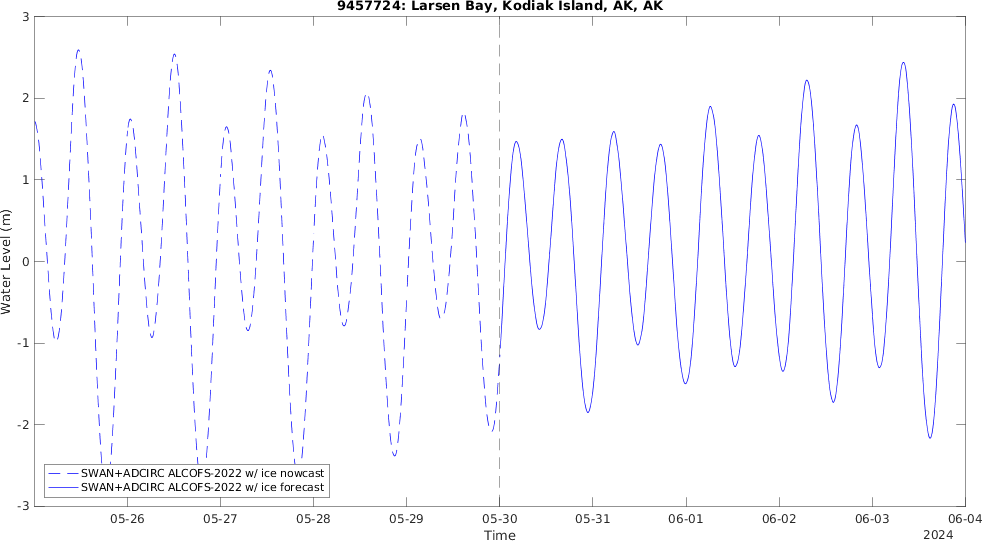 9457724: Larsen Bay, Kodiak Island, AK, AK
3
2
1
0
-1
-2
-3
Water Level (m)
SWAN+ADCIRC ALCOFS-2022 w/ ice nowcast
SWAN+ADCIRC ALCOFS-2022 w/ ice forecast
05-26 05-27 05-28 05-29 05-30 05-31 06-01 06-02 06-03 06-04
Time
2024